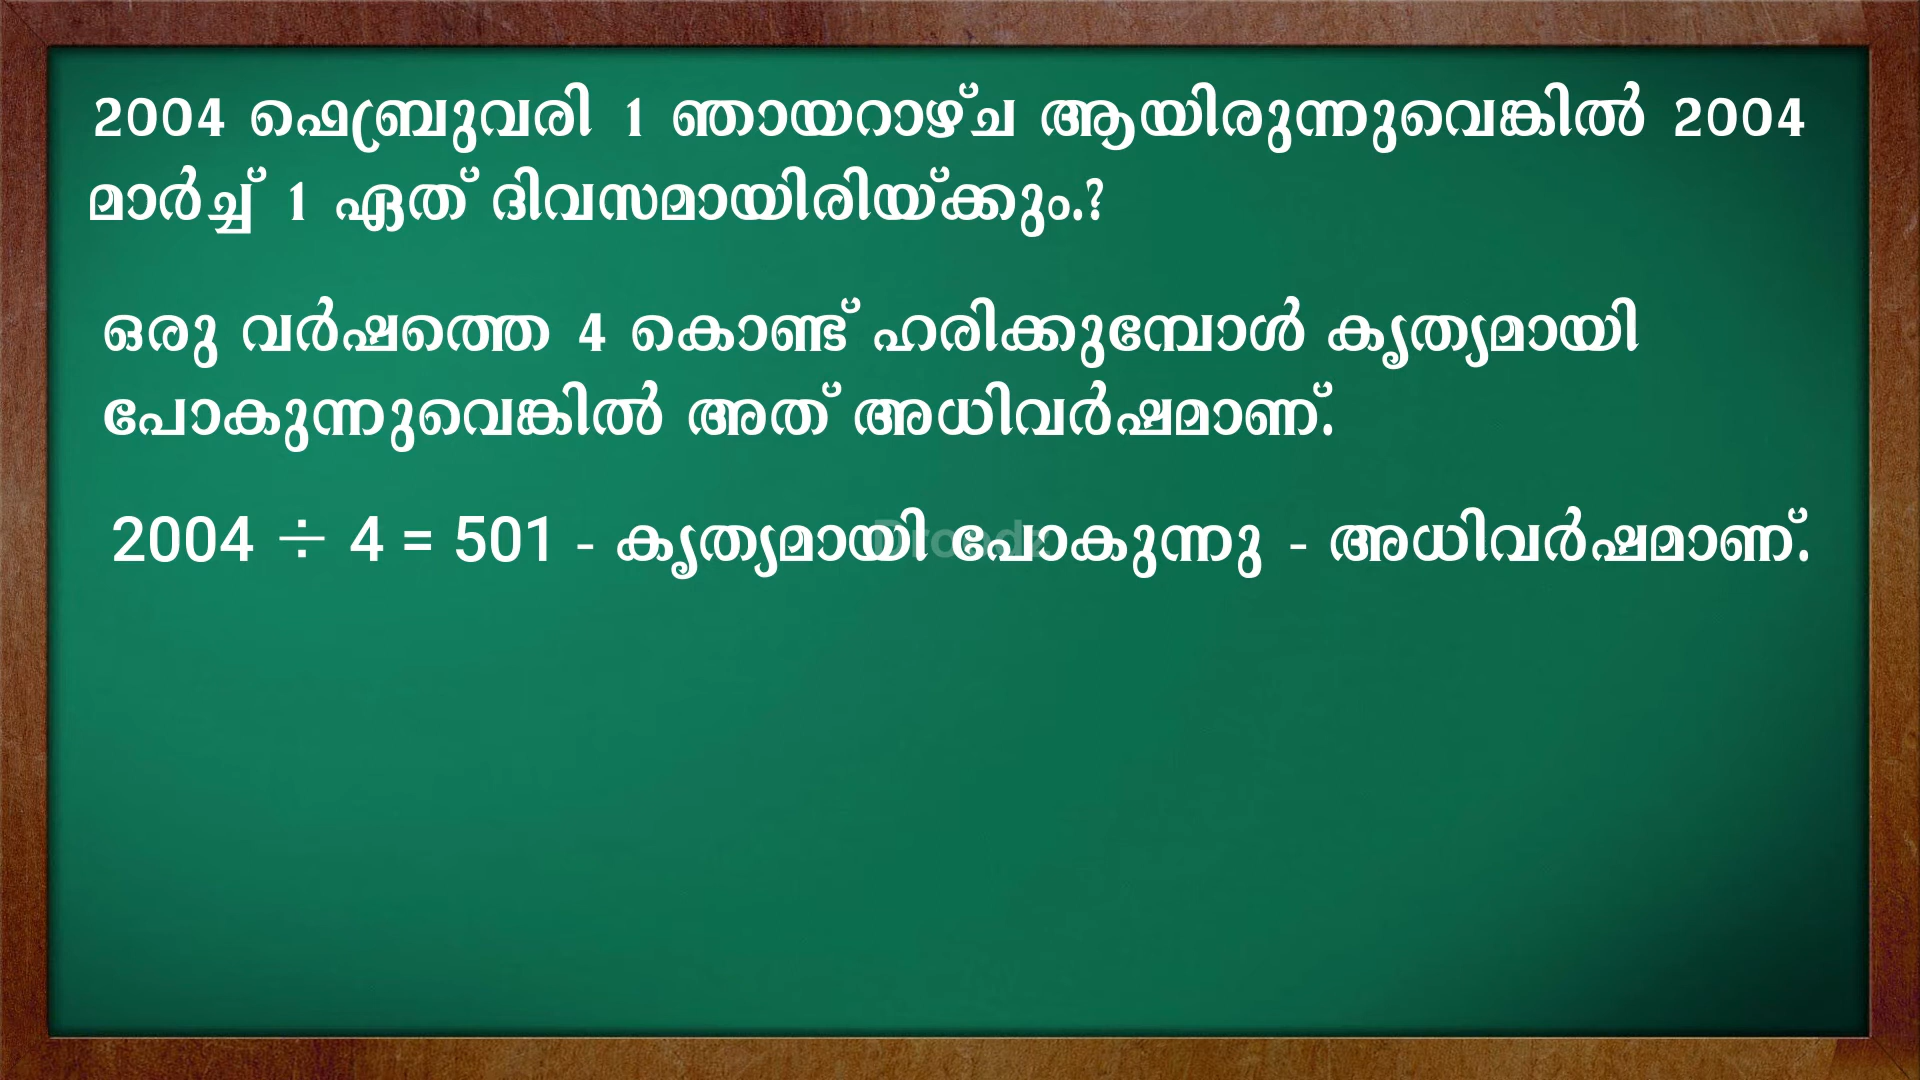 2004 ഫെബ്രുവരി 1 ഞായറാഴ്ച ആയിരുന്നുവെങ്കിൽ 2004
മാർച്ച് 1 ഏത് ദിവസമായിരിയ്ക്കും.?
ഒരു വർഷത്തെ 4 കൊണ്ട് ഹരിക്കുമ്പോൾ കൃത്യമായി
പോകുന്നുവെങ്കിൽ അത് അധിവർഷമാണ്.
2004 ÷ 4 = 501 - കൃത്യമായി പോകുന്നു - അധിവർഷമാണ്.